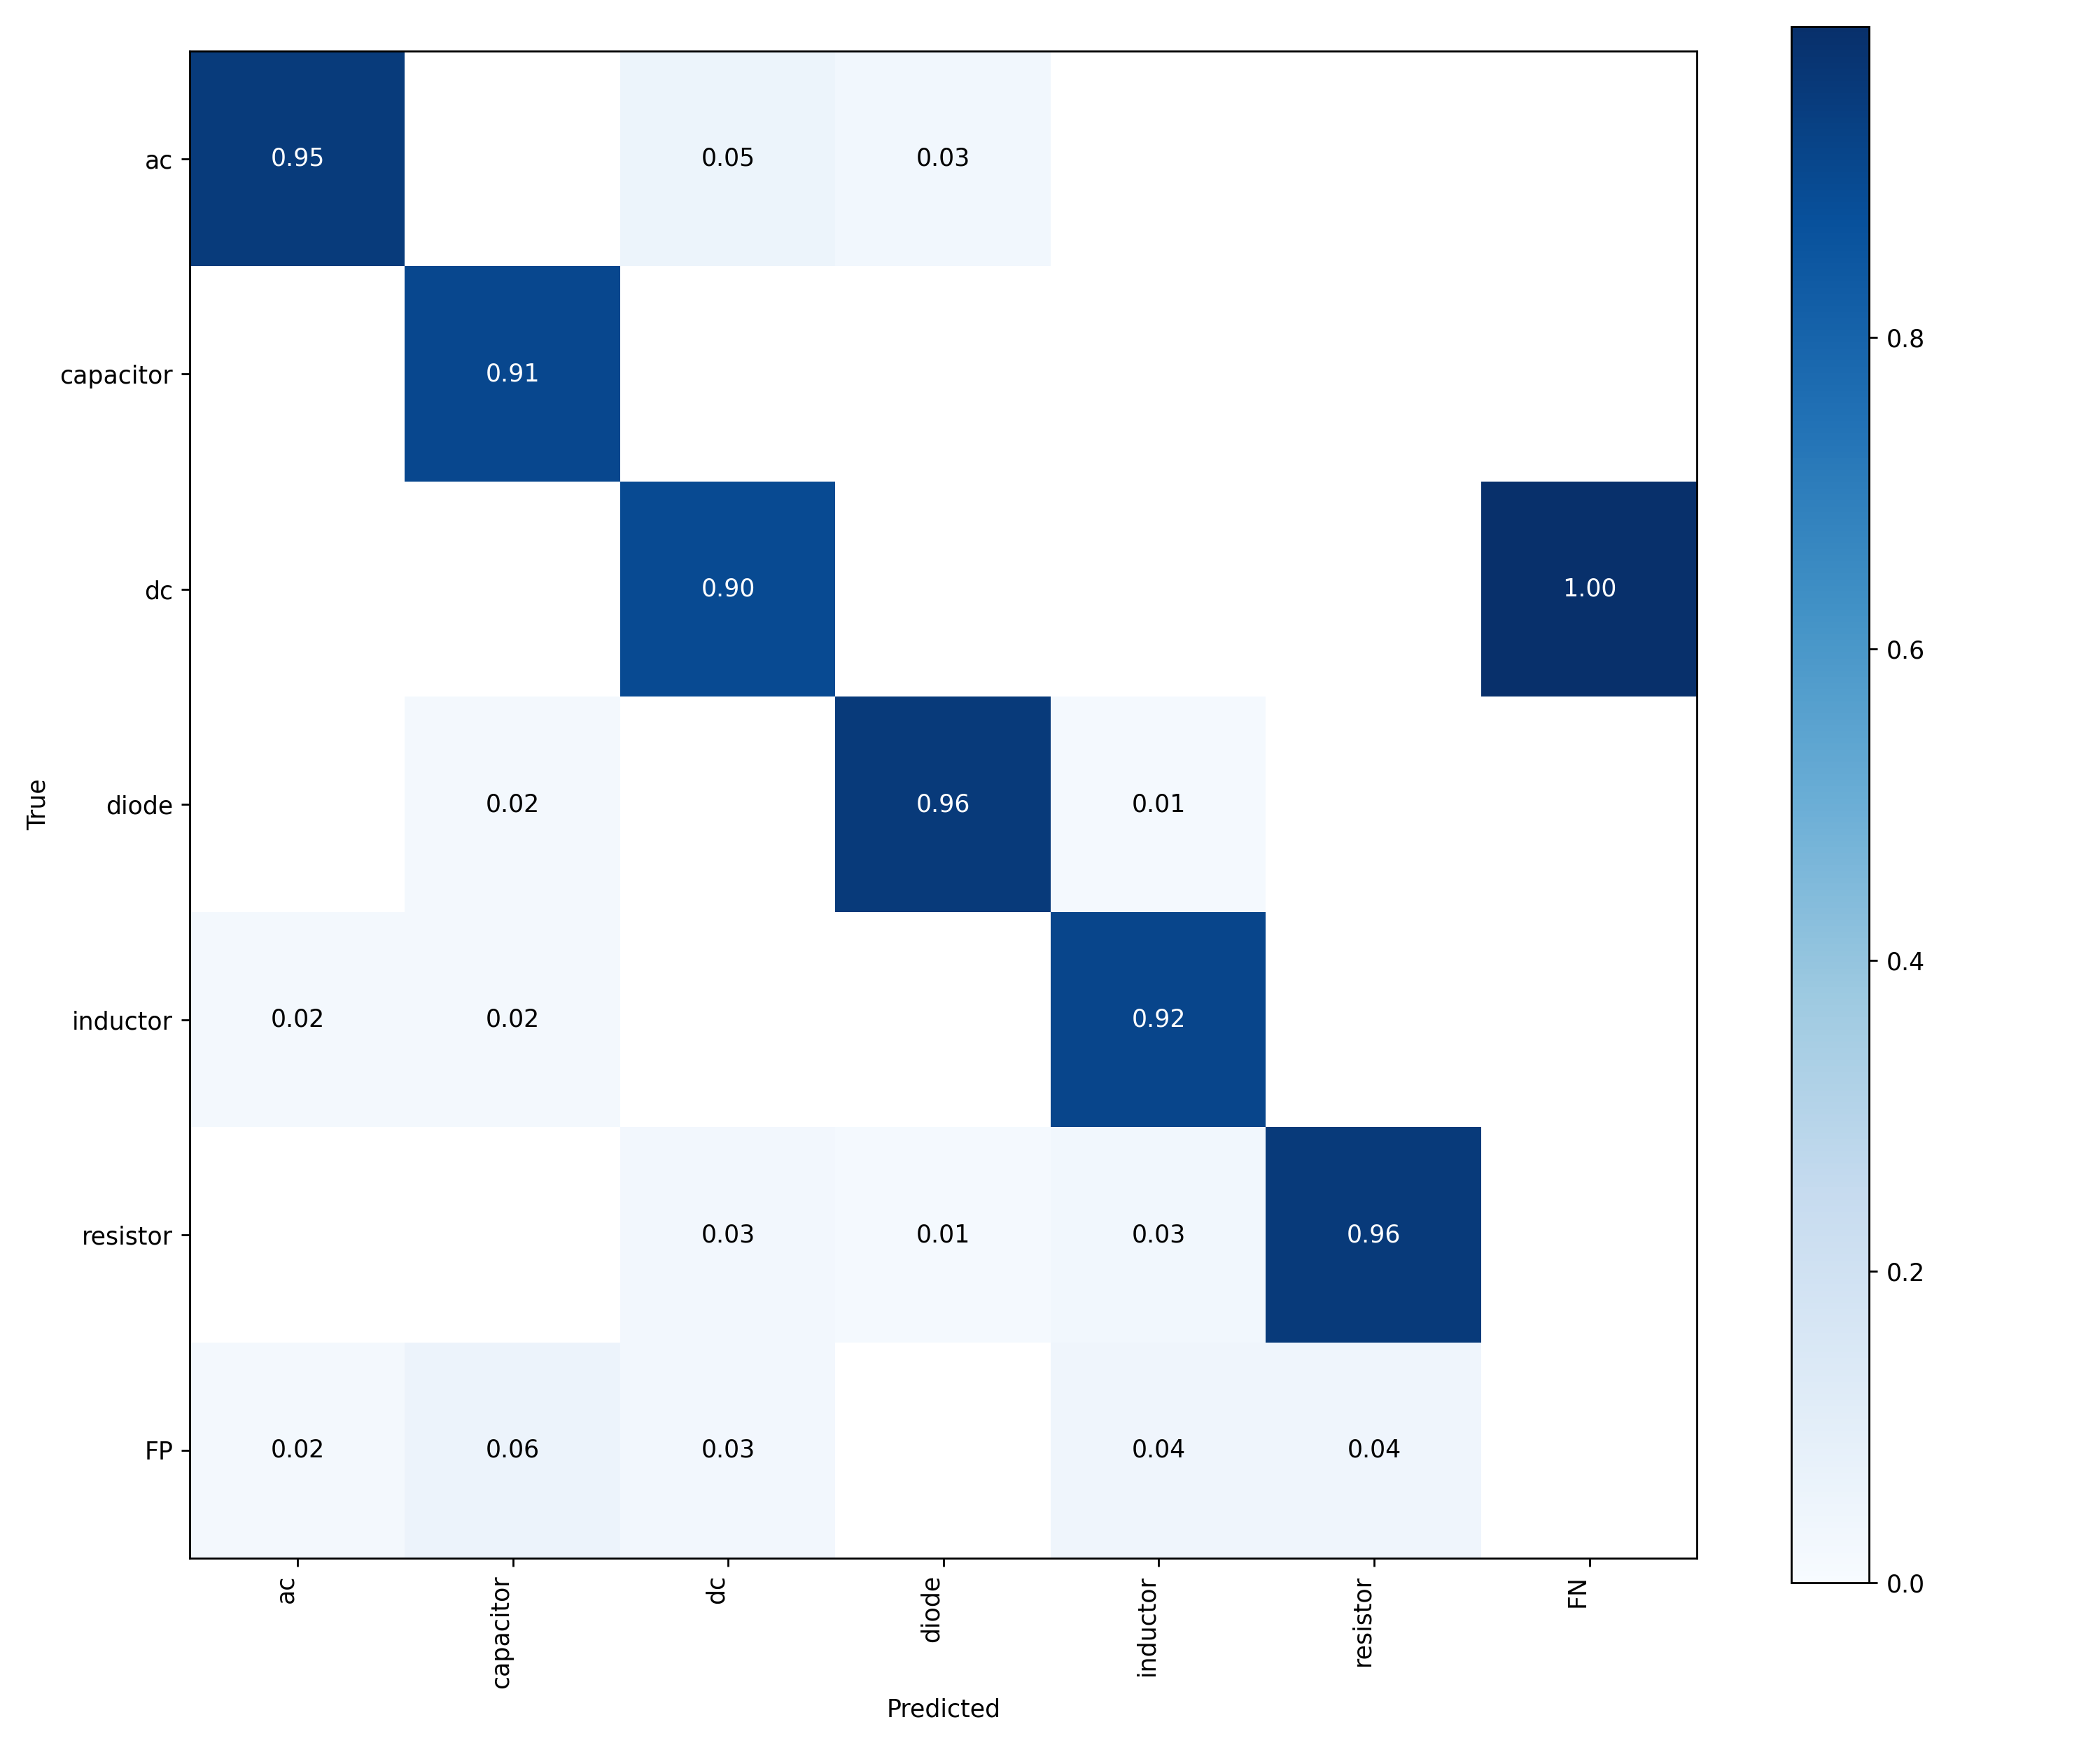 ac 0.95 0.05 0.03
capacitor 0.91
dc 0.90 1.00
diode 0.02 0.96 0.01
inductor 0.02 0.02 0.92
resistor 0.03 0.01 0.03 0.96
FP 0.02 0.06 0.03 0.04 0.04
True
ac capacitor dc diode inductor resistor FN
Predicted
0.8
0.6
0.4
0.2
0.0